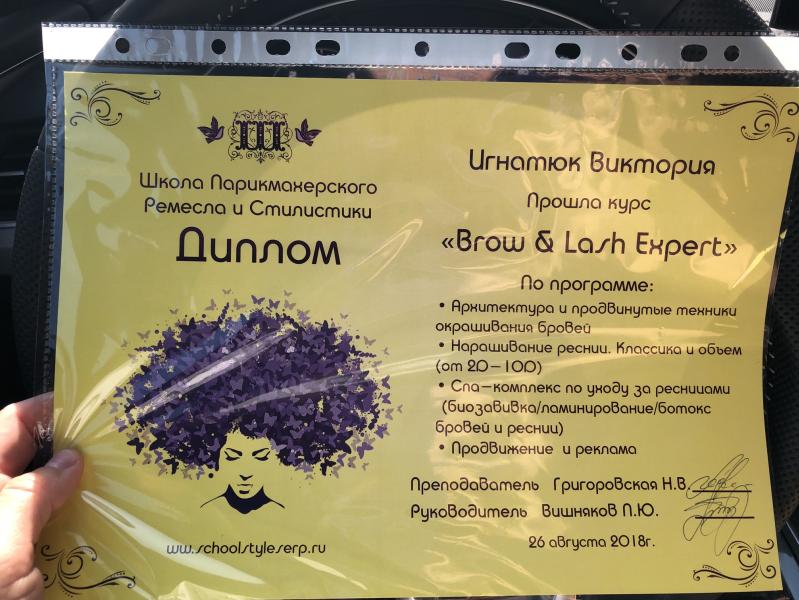 Школа Парикмахерского
Ремесла и Стилистики
Диплом
www.schoolstyleserp.ru
Игнатюк Виктория
Прошла курс
«Brow & Lash Expert»
По программе:
• Архитектура и продвинутые техники
окрашивания бровей
• Наращивание ресниц. Классика и объем
(от 2D-10D)
• Спа-комплекс по уходу за ресницами
(биозавивка/ламинирование/ботокс
бровей и ресниц)
• Продвижение и реклама
Преподаватель Григоровская Н.В.
Руководитель Вишняков П.Ю.
26 августа 2018г.